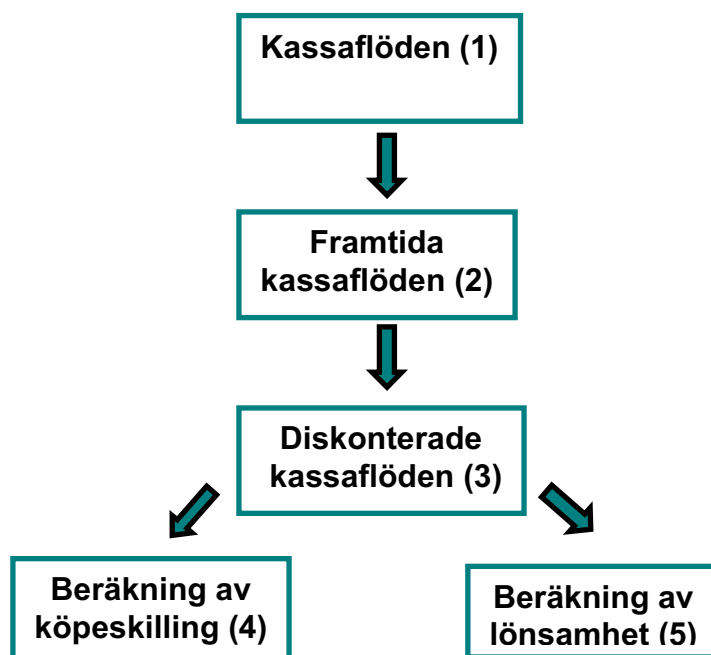 Kassaflöden (1)
Framtida
kassaflöden (2)
Diskonterade
kassaflöden (3)
Beräkning av
köpeskilling (4)
Beräkning av
lönsamhet (5)